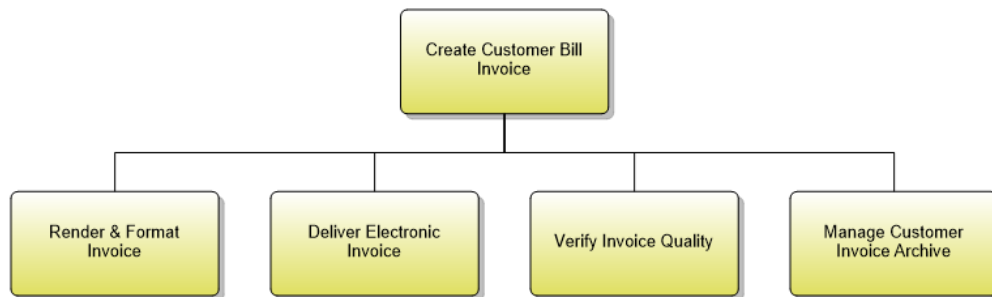 Create Customer Bill
Invoice
Render & Format
Invoice
Deliver Electronic
Invoice
Verify Invoice Quality
Manage Customer
Invoice Archive